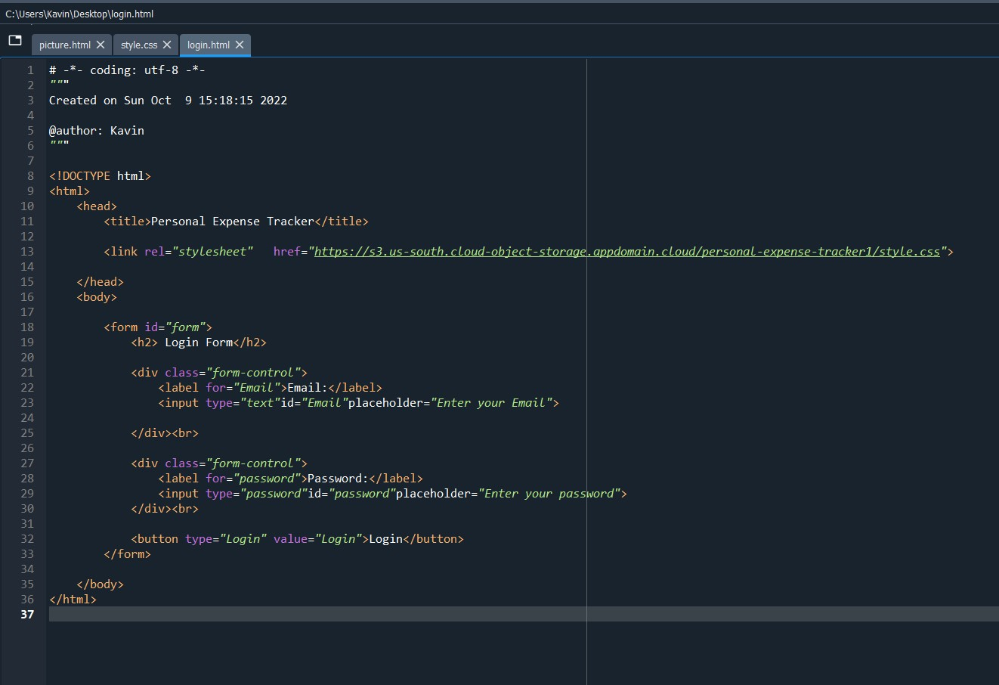 C:\Users\Kavin\Desktop\login.html
picture.html style.css login.html
1 # -*- coding: utf-8 -*-
2 """
3 Created on Sun Oct  9 15:18:15 2022
4
5 @author: Kavin
6 """
7
8 <!DOCTYPE html>
9 <html>
10     <head>
11         <title>Personal Expense Tracker</title>
12
13         <link rel="stylesheet"   href="https://s3.us-south.cloud-object-storage.appdomain.cloud/personal-expense-tracker1/style.css">
14
15     </head>
16     <body>
17
18         <form id="form">
19             <h2> Login Form</h2>
20
21             <div class="form-control">
22                 <label for="Email">Email:</label>
23                 <input type="text"id="Email"placeholder="Enter your Email">
24
25             </div><br>
26
27             <div class="form-control">
28                 <label for="password">Password:</label>
29                 <input type="password"id="password"placeholder="Enter your password">
30             </div><br>
31
32             <button type="Login" value="Login">Login</button>
33         </form>
34
35     </body>
36 </html>
37